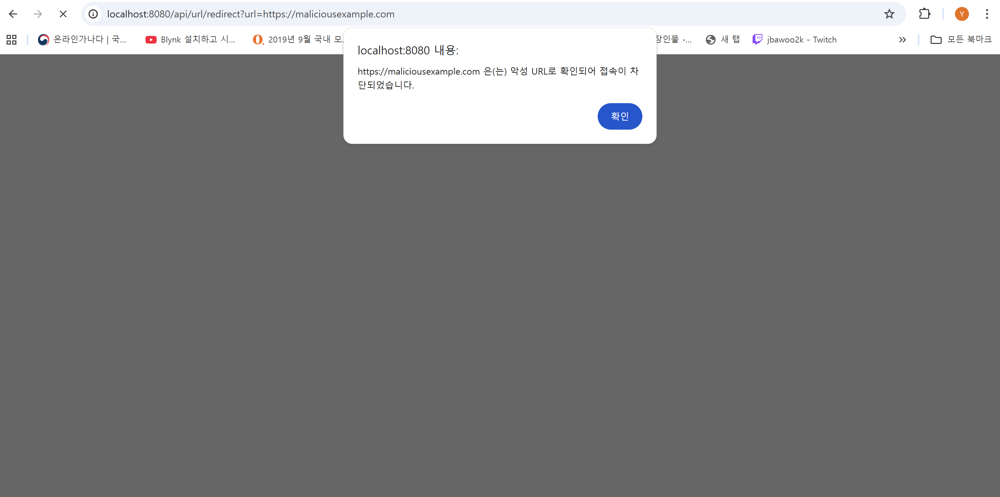 localhost:8080/api/url/redirect?url=https://maliciousexample.com
Y
온라인가나다 | 국...
Blynk 설치하고 시...
2019년 9월 국내 모..
장인물 -...
새 탭
jbawoo2k - Twitch
모든 북마크
localhost:8080 내용:
https://maliciousexample.com 은(는) 악성 URL로 확인되어 접속이 차
단되었습니다.
확인